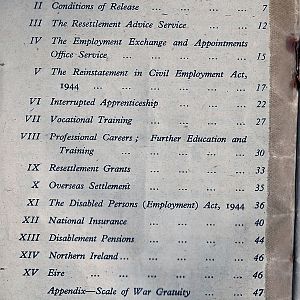 II Conditions of Release ... ... ... 7
III The Resettlement Advice Service ... 12
IV The Employment Exchange and Appointments
Office Service ... ... ... ... 15
V The Reinstatement in Civil Employment Act,
1944 ... ... ... ... ... 17
VI Interrupted Apprenticeship ... ... 22
VII Vocational Training ... ... ... 27
VIII Professional Careers; Further Education and
Training ... ... ... ... 30
IX Resettlement Grants ... ... ... 33
X Overseas Settlement ... ... ... 35
XI The Disabled Persons (Employment) Act, 1944 36
XII National Insurance ... ... ... 40
XIII Disablement Pensions ... ... ... 44
XIV Northern Ireland ... ... ... ... 46
XV Eire ... ... ... ... ... 46
Appendix—Scale of War Gratuity ... 47